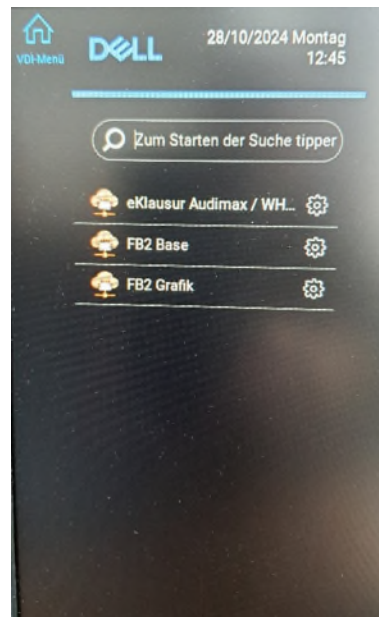 VDI-Menü
DELL
28/10/2024 Montag
12:45
Zum Starten der Suche tipper
eKlausur Audimax / WH...
FB2 Base
FB2 Grafik